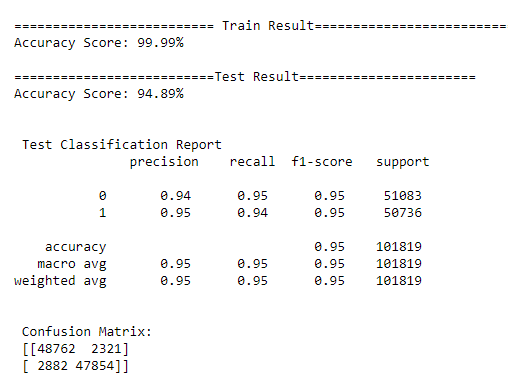 ========================== Train Result=========================
Accuracy Score: 99.99%
==========================Test Result=======================
Accuracy Score: 94.89%
Test Classification Report
precision recall f1-score support
0 0.94 0.95 0.95 51083
1 0.95 0.94 0.95 50736
accuracy 0.95 101819
macro avg 0.95 0.95 0.95 101819
weighted avg 0.95 0.95 0.95 101819
Confusion Matrix:
[[48762 2321]
[ 2882 47854]]